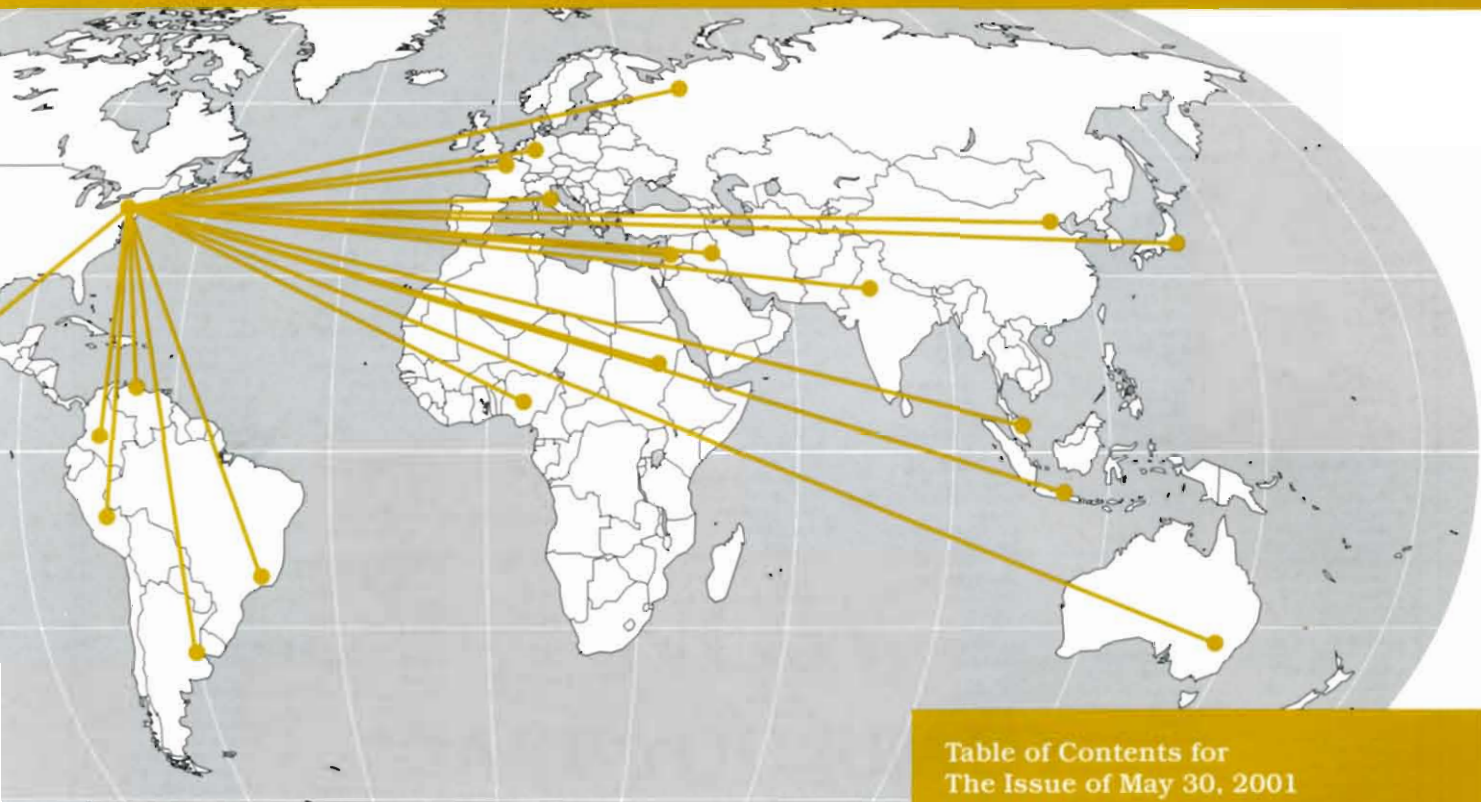 Table of Contents for
The Issue of May 30, 2001